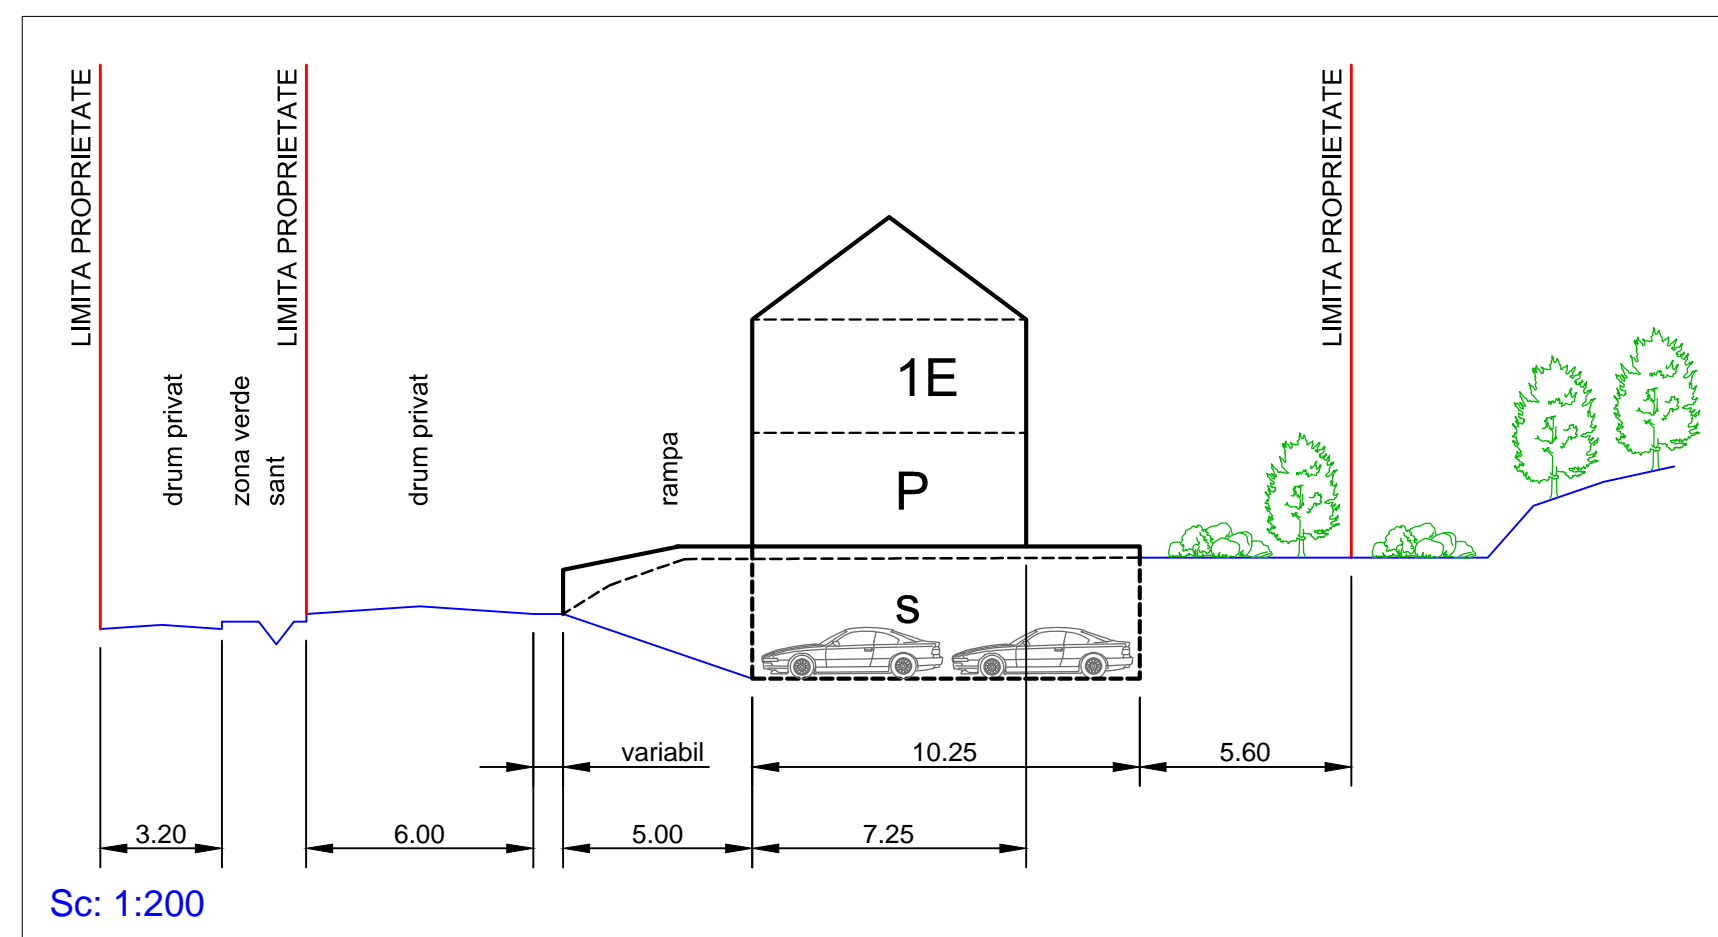 LIMITA PROPRIETATE
LIMITA PROPRIETATE
LIMITA PROPRIETATE
drum privat
zona verde
sant
drum privat
rampa
1E
P
s
variabil
10.25
5.60
3.20
6.00
5.00
7.25
Sc: 1:200